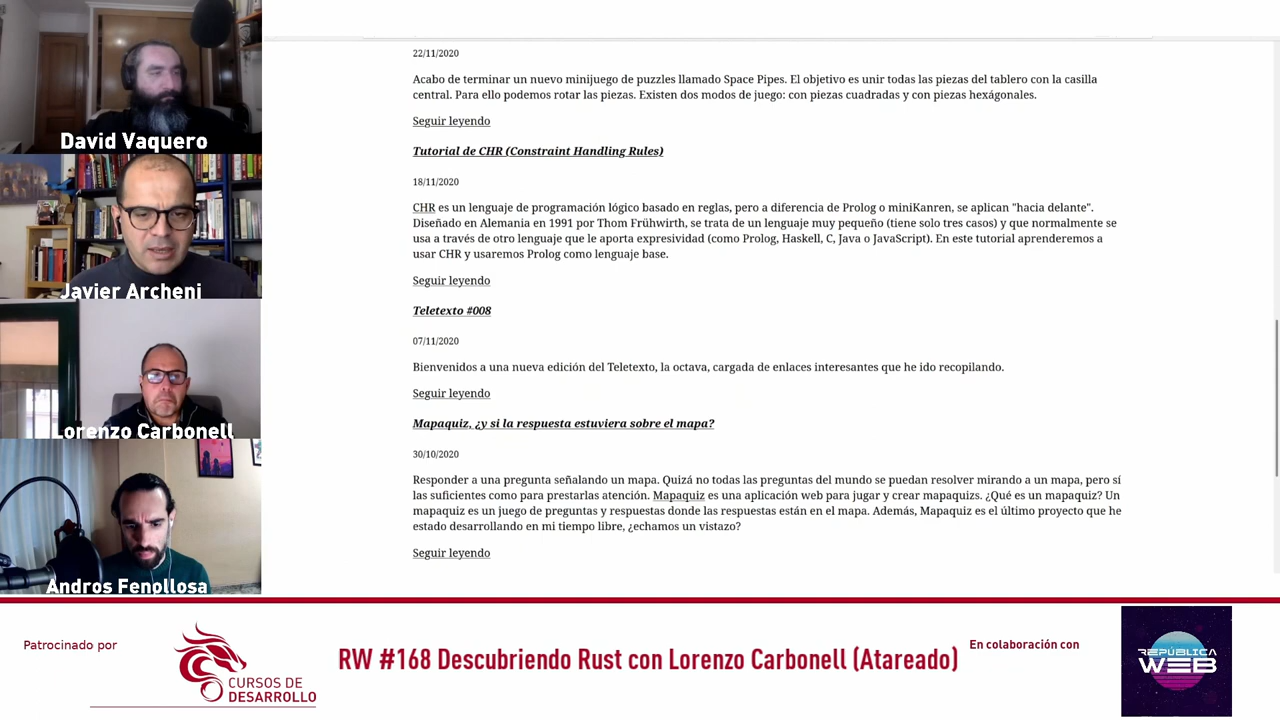 David Vaquero
Javier Archeni
Lorenzo Carbonell
Andros Fenollosa
22/11/2020
Acabo de terminar un nuevo minijuego de puzzles llamado Space Pipes. El objetivo es unir todas las piezas del tablero con la casilla
central. Para ello podemos rotar las piezas. Existen dos modos de juego: con piezas cuadradas y con piezas hexágonales.
Seguir leyendo
Tutorial de CHR (Constraint Handling Rules)
18/11/2020
CHR es un lenguaje de programación lógico basado en reglas, pero a diferencia de Prolog o miniKanren, se aplican "hacia delante".
Diseñado en Alemania en 1991 por Thom Frühwirth, se trata de un lenguaje muy pequeño (tiene solo tres casos) y que normalmente se
usa a través de otro lenguaje que le aporta expresividad (como Prolog, Haskell, C, Java o JavaScript). En este tutorial aprenderemos a
usar CHR y usaremos Prolog como lenguaje base.
Seguir leyendo
Teletexto #008
07/11/2020
Bienvenidos a una nueva edición del Teletexto, la octava, cargada de enlaces interesantes que he ido recopilando.
Seguir leyendo
Mapaquiz, ¿y si la respuesta estuviera sobre el mapa?
30/10/2020
Responder a una pregunta señalando un mapa. Quizá no todas las preguntas del mundo se puedan resolver mirando a un mapa, pero sí
las suficientes como para prestarlas atención. Mapaquiz es una aplicación web para jugar y crear mapaquizs. ¿Qué es un mapaquiz? Un
mapaquiz es un juego de preguntas y respuestas donde las respuestas están en el mapa. Además, Mapaquiz es el último proyecto que he
estado desarrollando en mi tiempo libre, ¿echamos un vistazo?
Seguir leyendo
Patrocinado por
CURSOS DE
DESARROLLO
RW #168 Descubriendo Rust con Lorenzo Carbonell (Atareado)
En colaboración con
REPÚBLICA
WEB